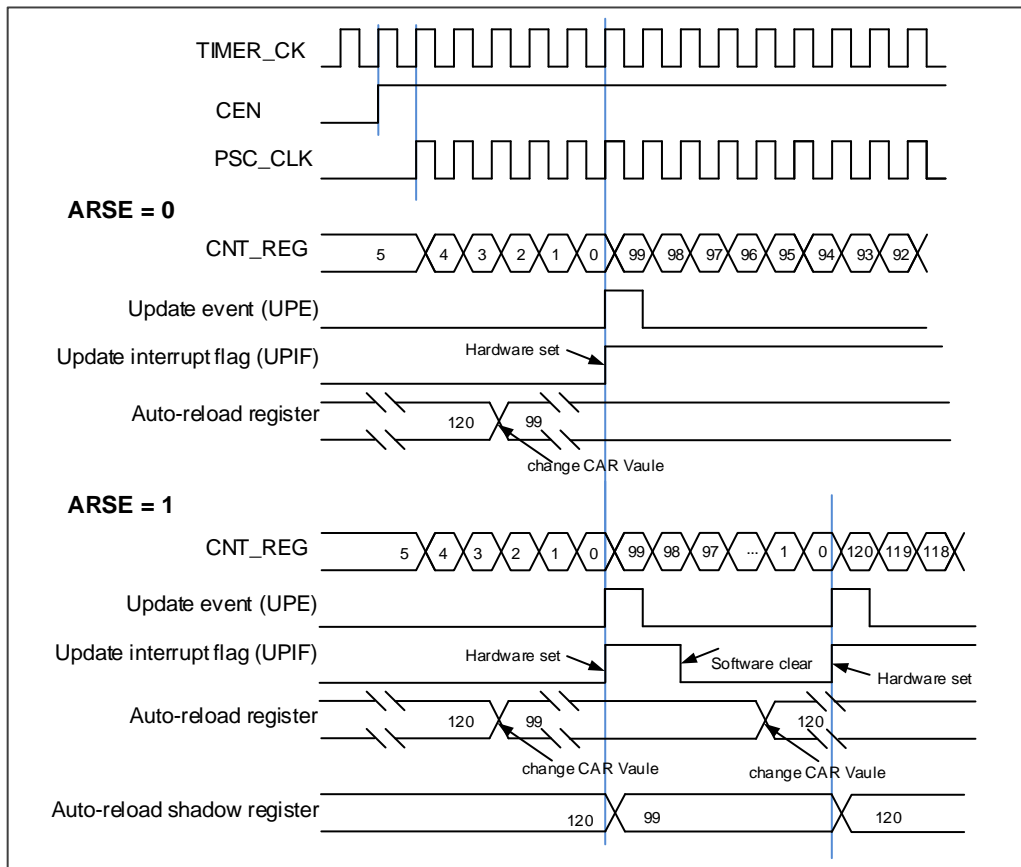 TIMER_CK
CEN
PSC_CLK
ARSE = 0
CNT_REG 5 4 3 2 1 0 99 98 97 96 95 94 93 92
Update event (UPE)
Update interrupt flag (UPIF) Hardware set
Auto-reload register 120 99
change CAR Vaule
ARSE = 1
CNT_REG 5 4 3 2 1 0 99 98 97 ... 1 0 120 119 118
Update event (UPE)
Update interrupt flag (UPIF) Hardware set Software clear Hardware set
Auto-reload register 120 99 120
change CAR Vaule change CAR Vaule
Auto-reload shadow register 120 99 120